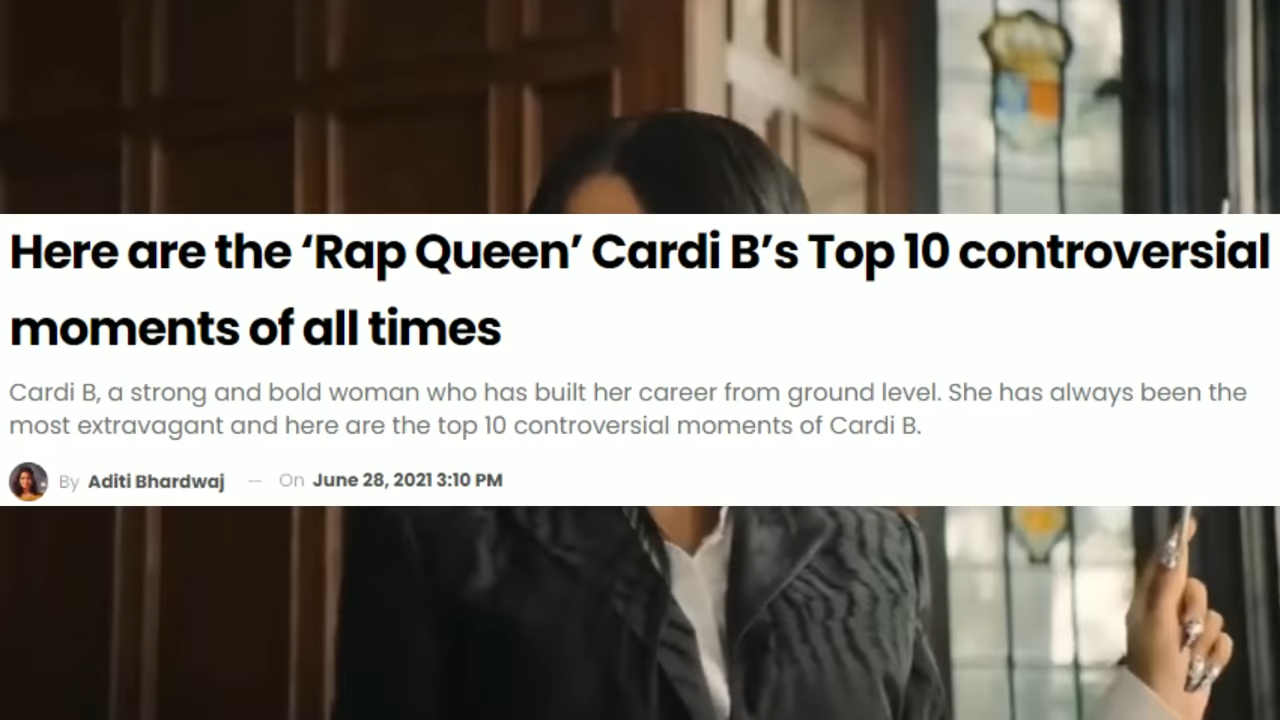 Here are the ‘Rap Queen’ Cardi B’s Top 10 controversial
moments of all times
Cardi B, a strong and bold woman who has built her career from ground level. She has always been the
most extravagant and here are the top 10 controversial moments of Cardi B.
By Aditi Bhardwaj — On June 28, 2021 3:10 PM